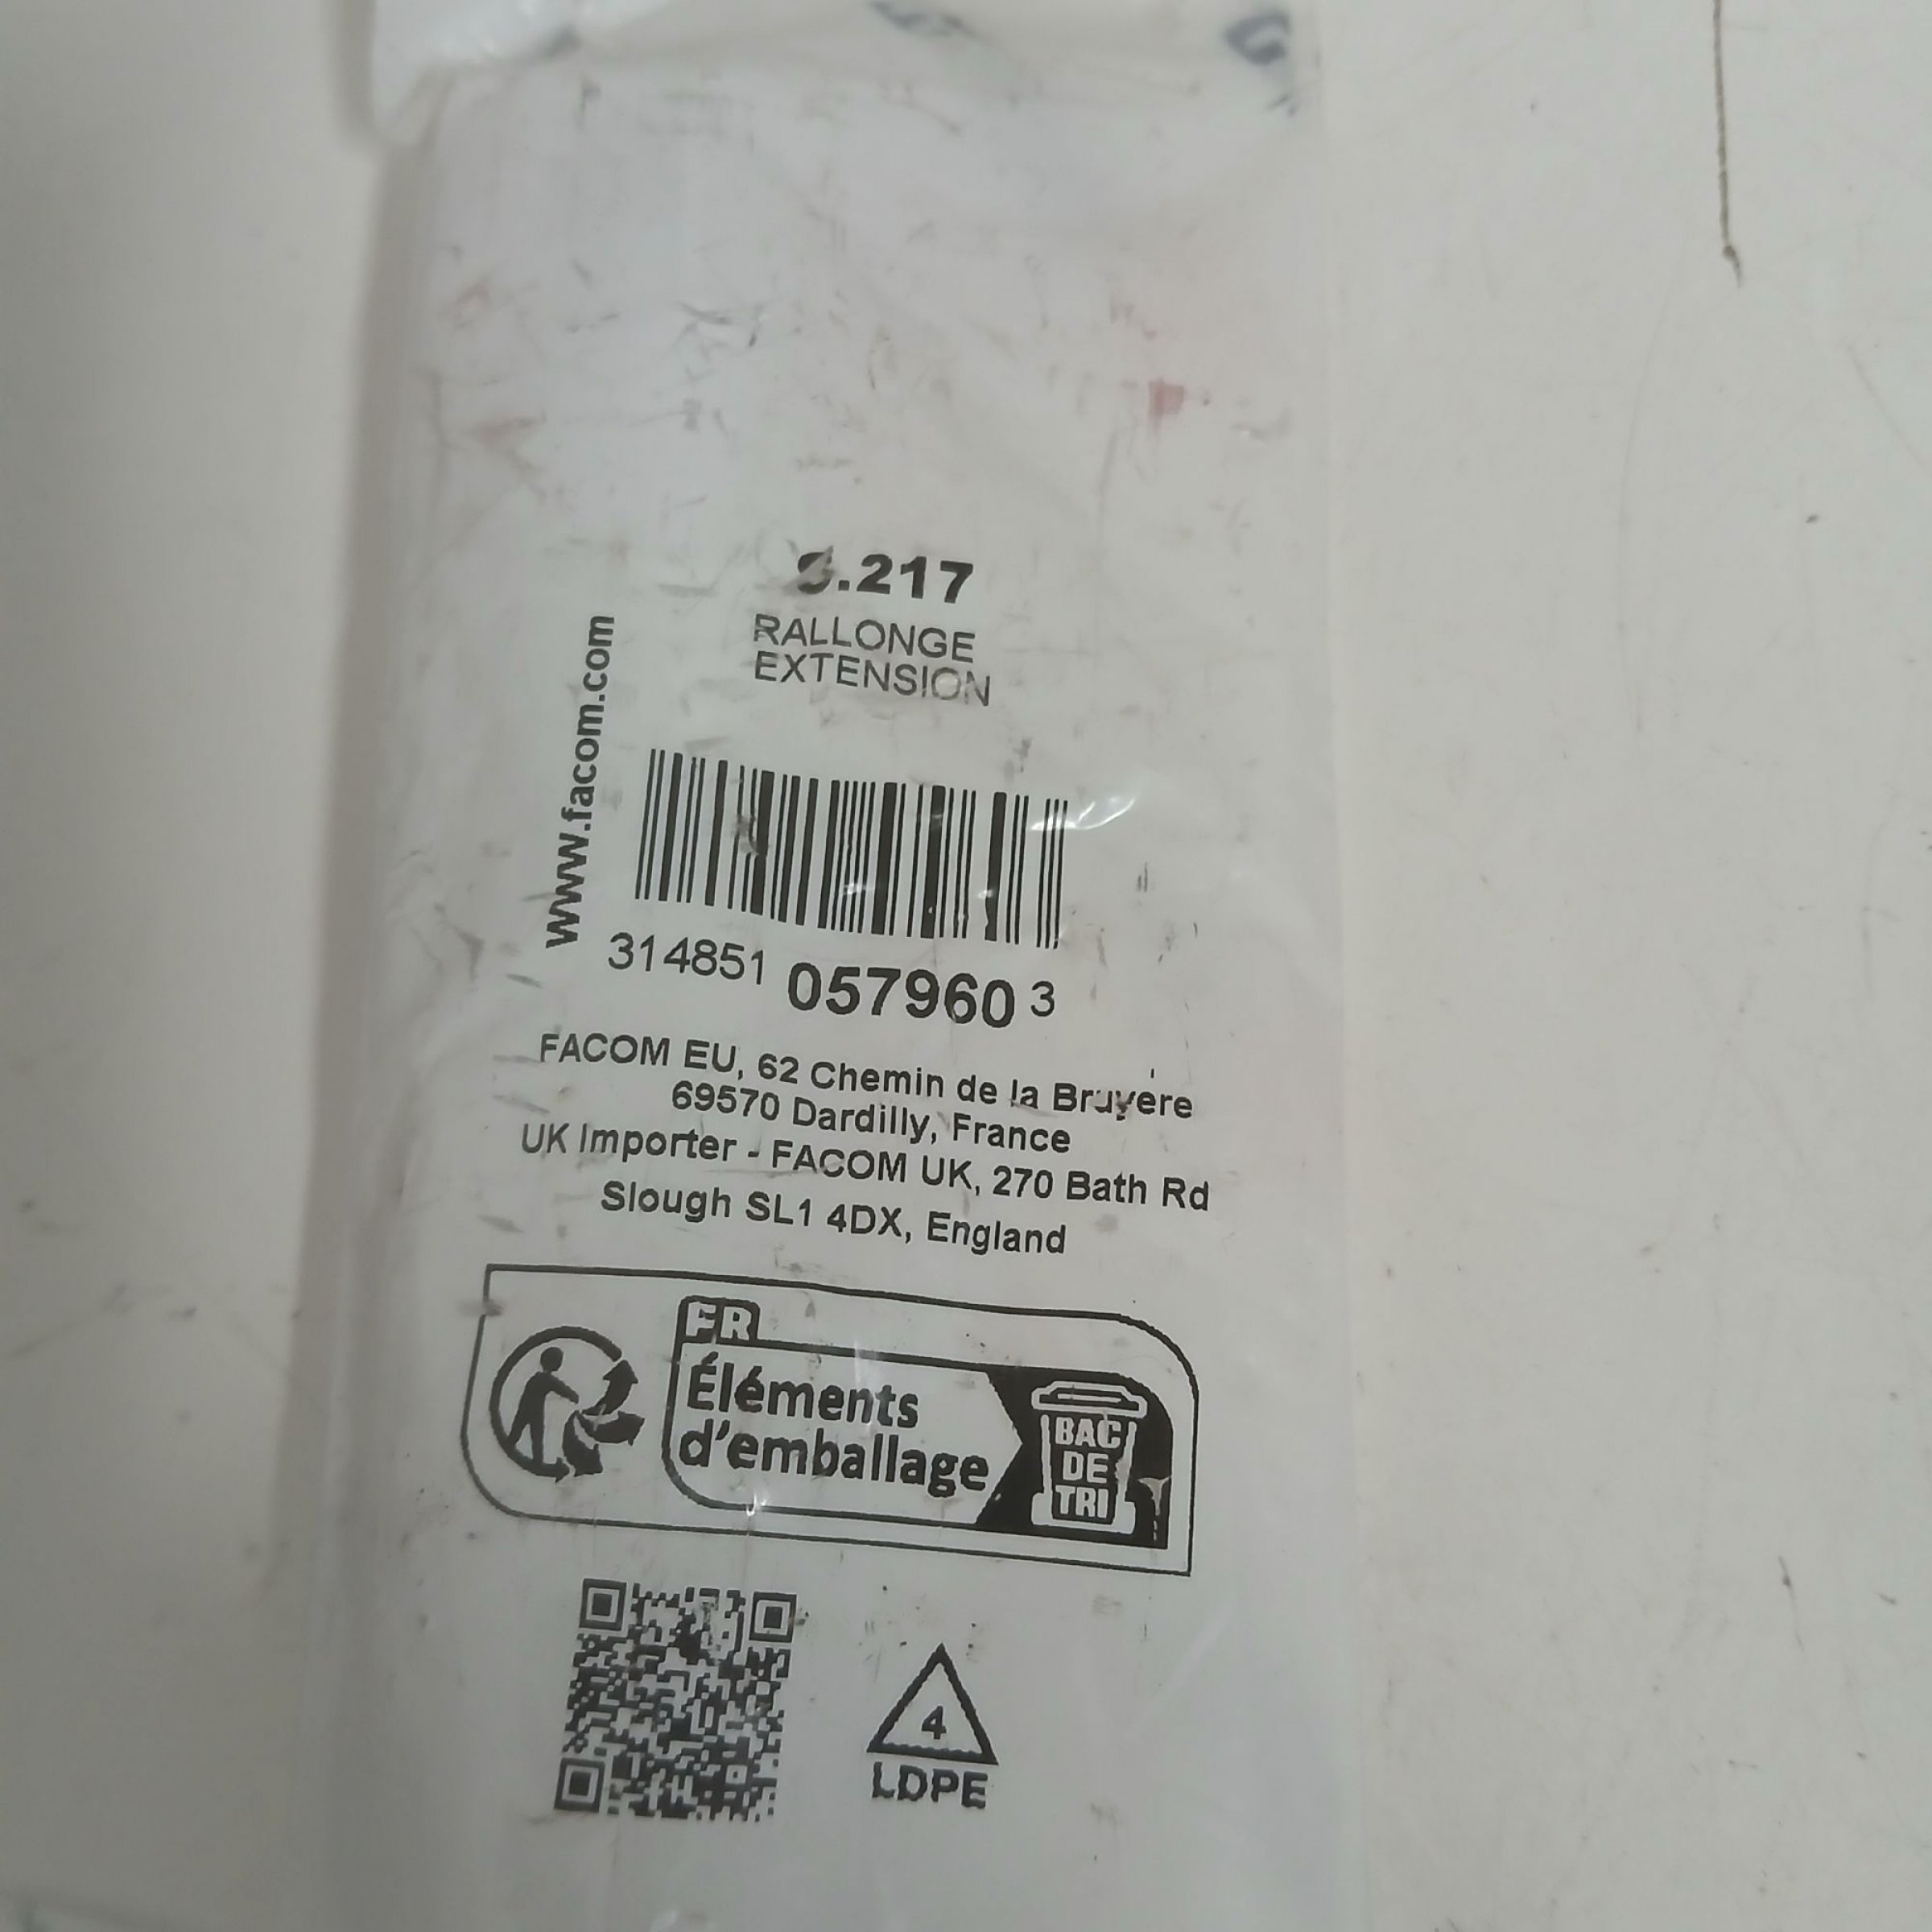 S.217
RALLONGE
EXTENSION
www.facom.com
314851 057960 3
FACOM EU, 62 Chemin de la Bruyère
69570 Dardilly, France
UK Importer - FACOM UK, 270 Bath Rd
Slough SL1 4DX, England
FR
Éléments
d'emballage
BAC
DE
TRI
4
LDPE